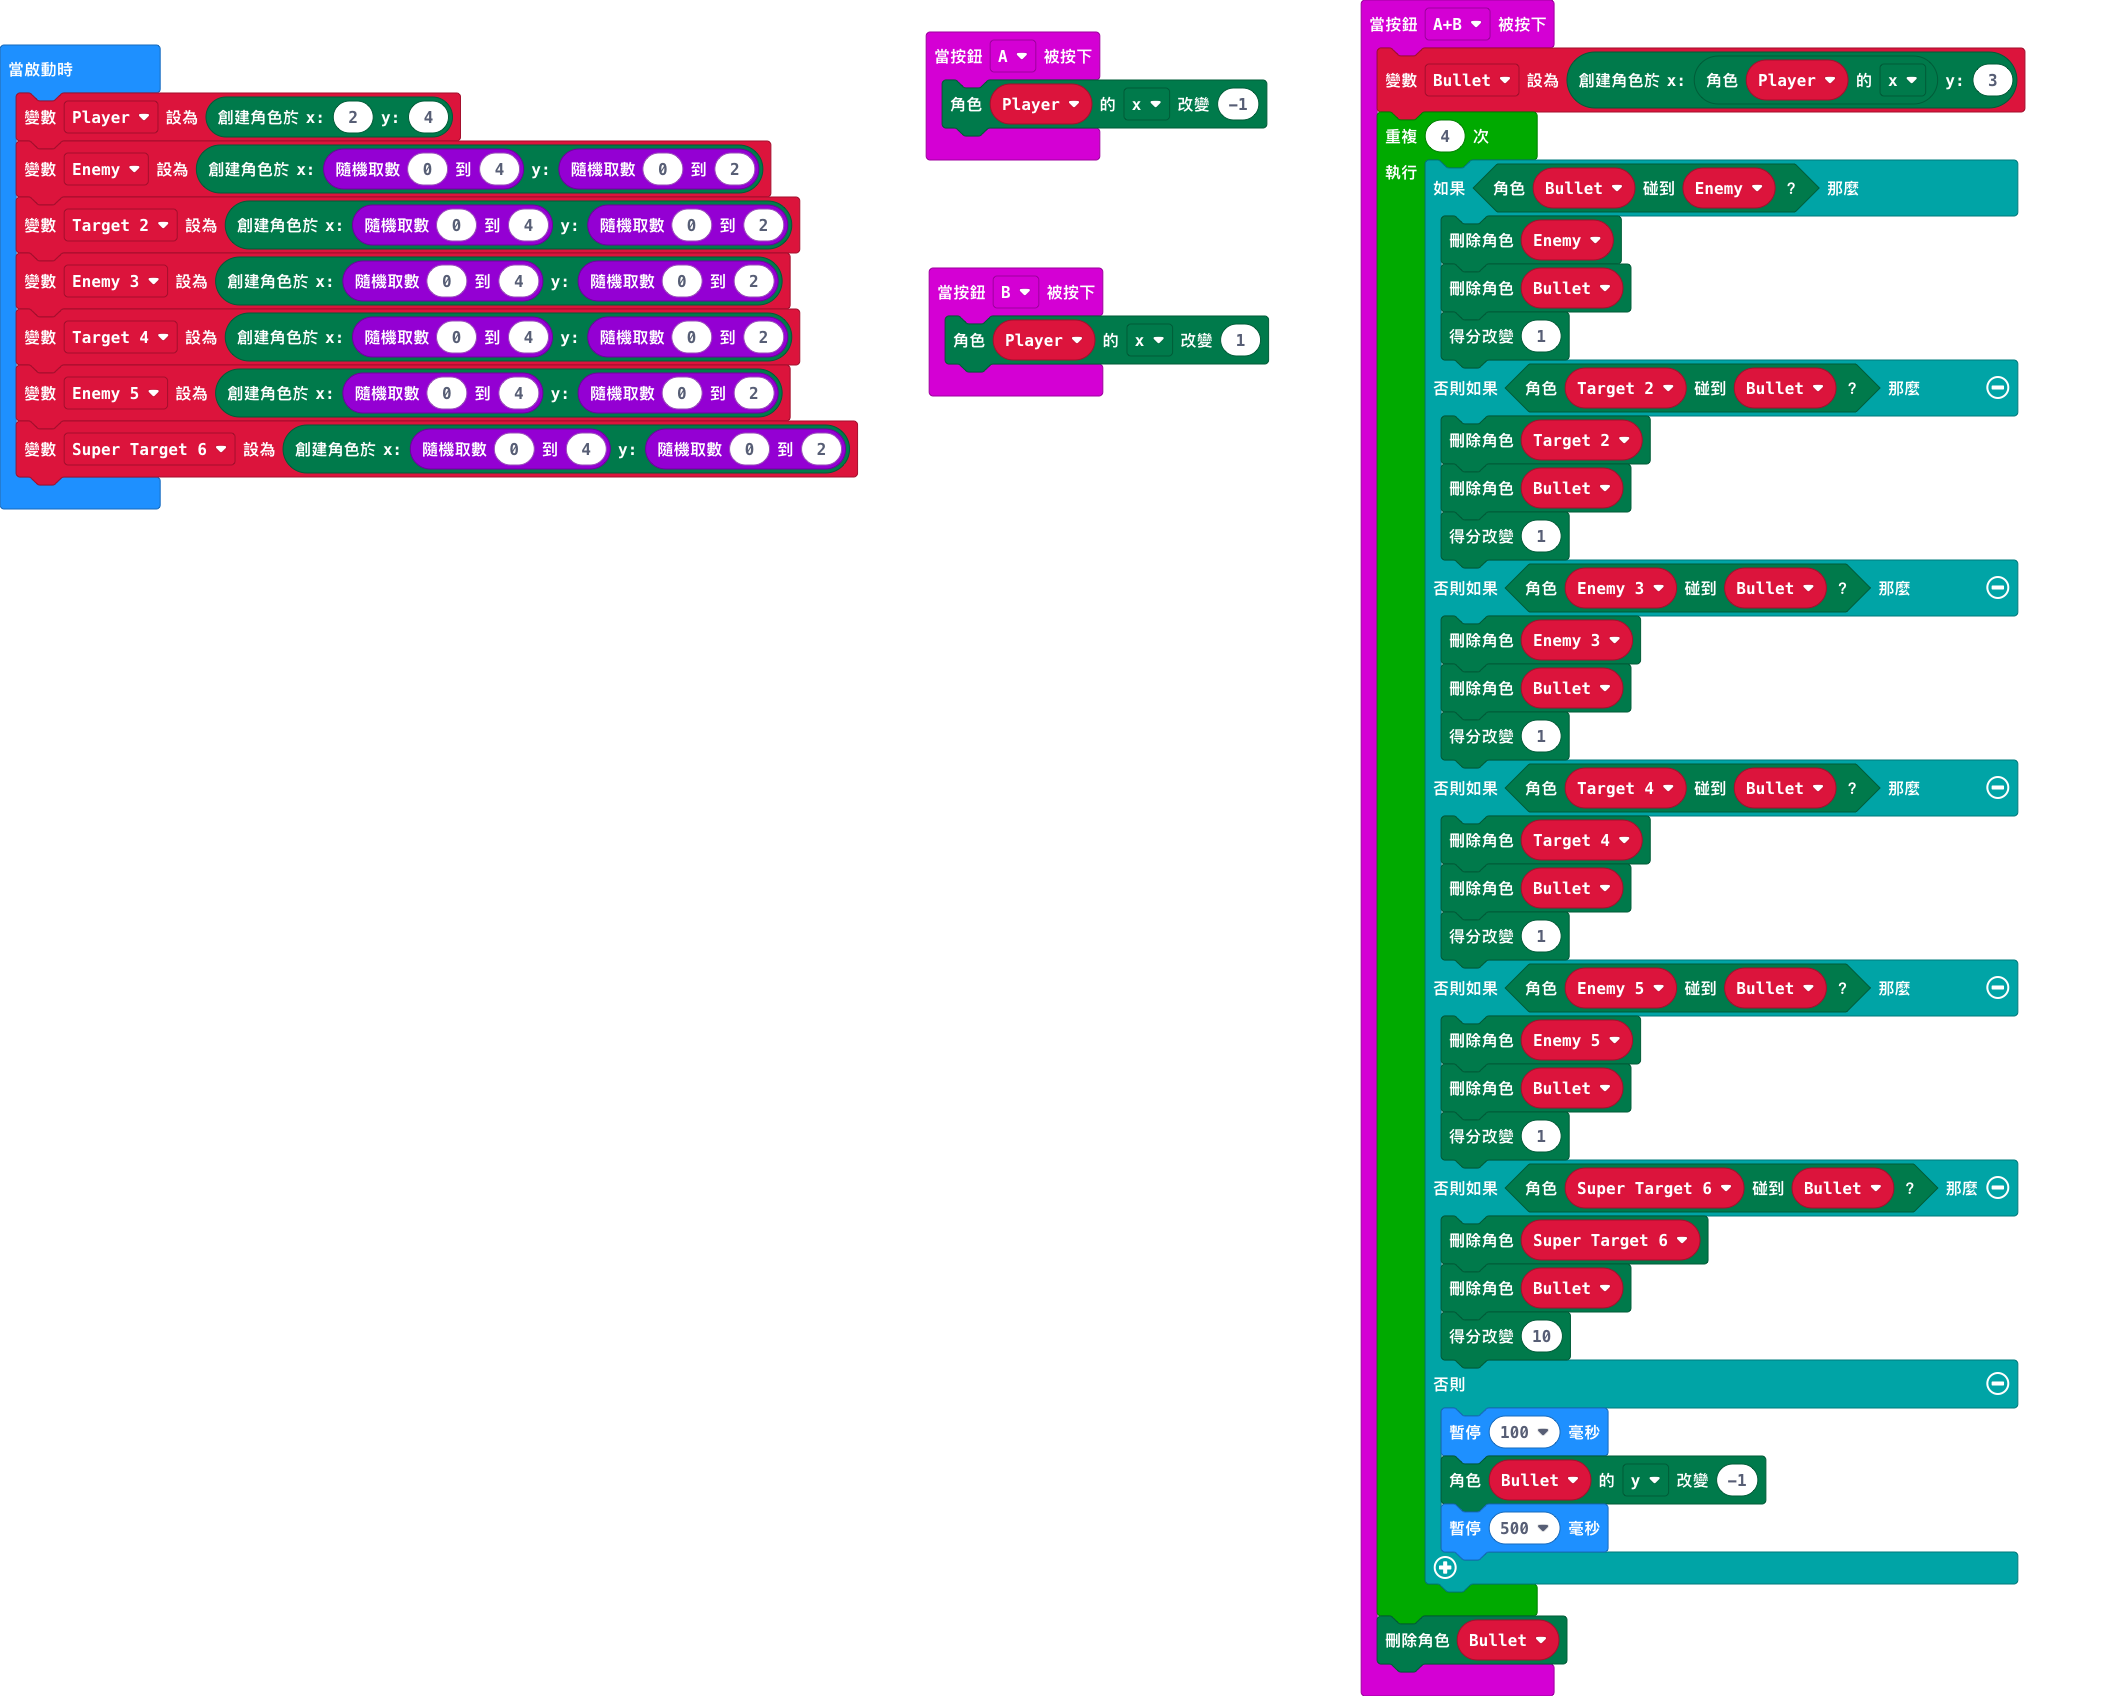 當啟動時
變數 Player 設為 創建角色於 x: 2 y: 4
變數 Enemy 設為 創建角色於 x: 隨機取數 0 到 4 y: 隨機取數 0 到 2
變數 Target 2 設為 創建角色於 x: 隨機取數 0 到 4 y: 隨機取數 0 到 2
變數 Enemy 3 設為 創建角色於 x: 隨機取數 0 到 4 y: 隨機取數 0 到 2
變數 Target 4 設為 創建角色於 x: 隨機取數 0 到 4 y: 隨機取數 0 到 2
變數 Enemy 5 設為 創建角色於 x: 隨機取數 0 到 4 y: 隨機取數 0 到 2
變數 Super Target 6 設為 創建角色於 x: 隨機取數 0 到 4 y: 隨機取數 0 到 2
當按鈕 A 被按下
角色 Player 的 x 改變 -1
當按鈕 B 被按下
角色 Player 的 x 改變 1
當按鈕 A+B 被按下
變數 Bullet 設為 創建角色於 x: 角色 Player 的 x y: 3
重複 4 次
執行
如果 角色 Bullet 碰到 Enemy ? 那麼
刪除角色 Enemy
刪除角色 Bullet
得分改變 1
否則如果 角色 Target 2 碰到 Bullet ? 那麼
刪除角色 Target 2
刪除角色 Bullet
得分改變 1
否則如果 角色 Enemy 3 碰到 Bullet ? 那麼
刪除角色 Enemy 3
刪除角色 Bullet
得分改變 1
否則如果 角色 Target 4 碰到 Bullet ? 那麼
刪除角色 Target 4
刪除角色 Bullet
得分改變 1
否則如果 角色 Enemy 5 碰到 Bullet ? 那麼
刪除角色 Enemy 5
刪除角色 Bullet
得分改變 1
否則如果 角色 Super Target 6 碰到 Bullet ? 那麼
刪除角色 Super Target 6
刪除角色 Bullet
得分改變 10
否則
暫停 100 毫秒
角色 Bullet 的 y 改變 -1
暫停 500 毫秒
刪除角色 Bullet